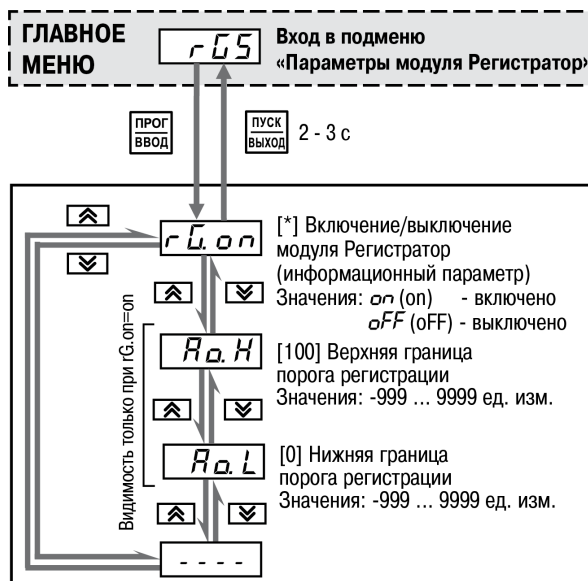 ГЛАВНОЕ
МЕНЮ
rGS
Вход в подменю
«Параметры модуля Регистратор»
ПРОГ
ВВОД
ПУСК
ВЫХОД
2 - 3 с
rG.on
[*] Включение/выключение
модуля Регистратор
(информационный параметр)
Значения: on (on) - включено
oFF (oFF) - выключено
Видимость только при rG.on=on
Ao.H
[100] Верхняя граница
порога регистрации
Значения: -999 ... 9999 ед. изм.
Ao.L
[0] Нижняя граница
порога регистрации
Значения: -999 ... 9999 ед. изм.
- - - -